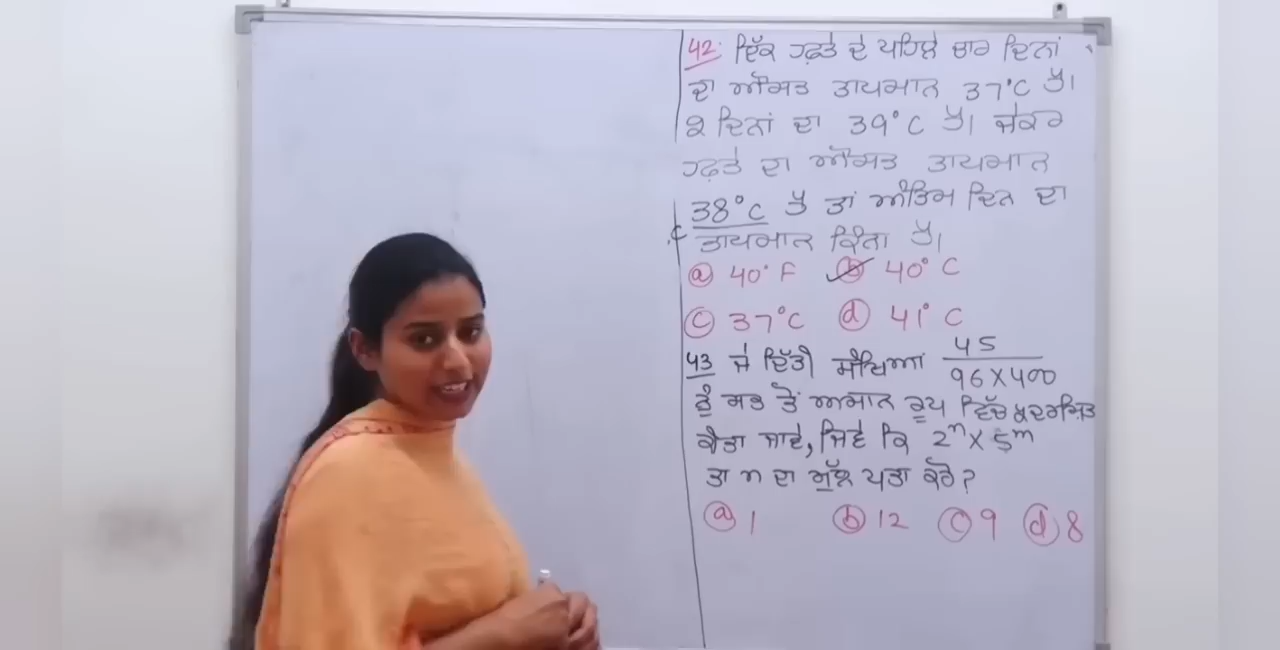 42. ਇੱਕ ਹਫ਼ਤੇ ਦੇ ਪਹਿਲੇ ਚਾਰ ਦਿਨਾਂ
ਦਾ ਔਸਤ ਤਾਪਮਾਨ 37°C ਹੈ।
2 ਦਿਨਾਂ ਦਾ 39°C ਹੈ। ਜੇਕਰ
ਹਫ਼ਤੇ ਦਾ ਔਸਤ ਤਾਪਮਾਨ
38°C ਹੈ ਤਾਂ ਅੰਤਿਮ ਦਿਨ ਦਾ
ਤਾਪਮਾਨ ਕਿੰਨਾ ਹੈ।
(a) 40°F (b) 40°C
(c) 37°C (d) 41°C
43 ਜੇ ਦਿੱਤੀ ਸੰਖਿਆ 45/96×400
ਨੂੰ ਸਭ ਤੋਂ ਆਸਾਨ ਰੂਪ ਵਿੱਚ ਪ੍ਰਦਰਸ਼ਿਤ
ਕੀਤਾ ਜਾਵੇ, ਜਿਵੇਂ ਕਿ 2ⁿ × 5ᵐ
ਤਾ n ਦਾ ਮੁੱਲ ਪਤਾ ਕਰੋ?
(a) 1 (b) 12 (c) 9 (d) 8